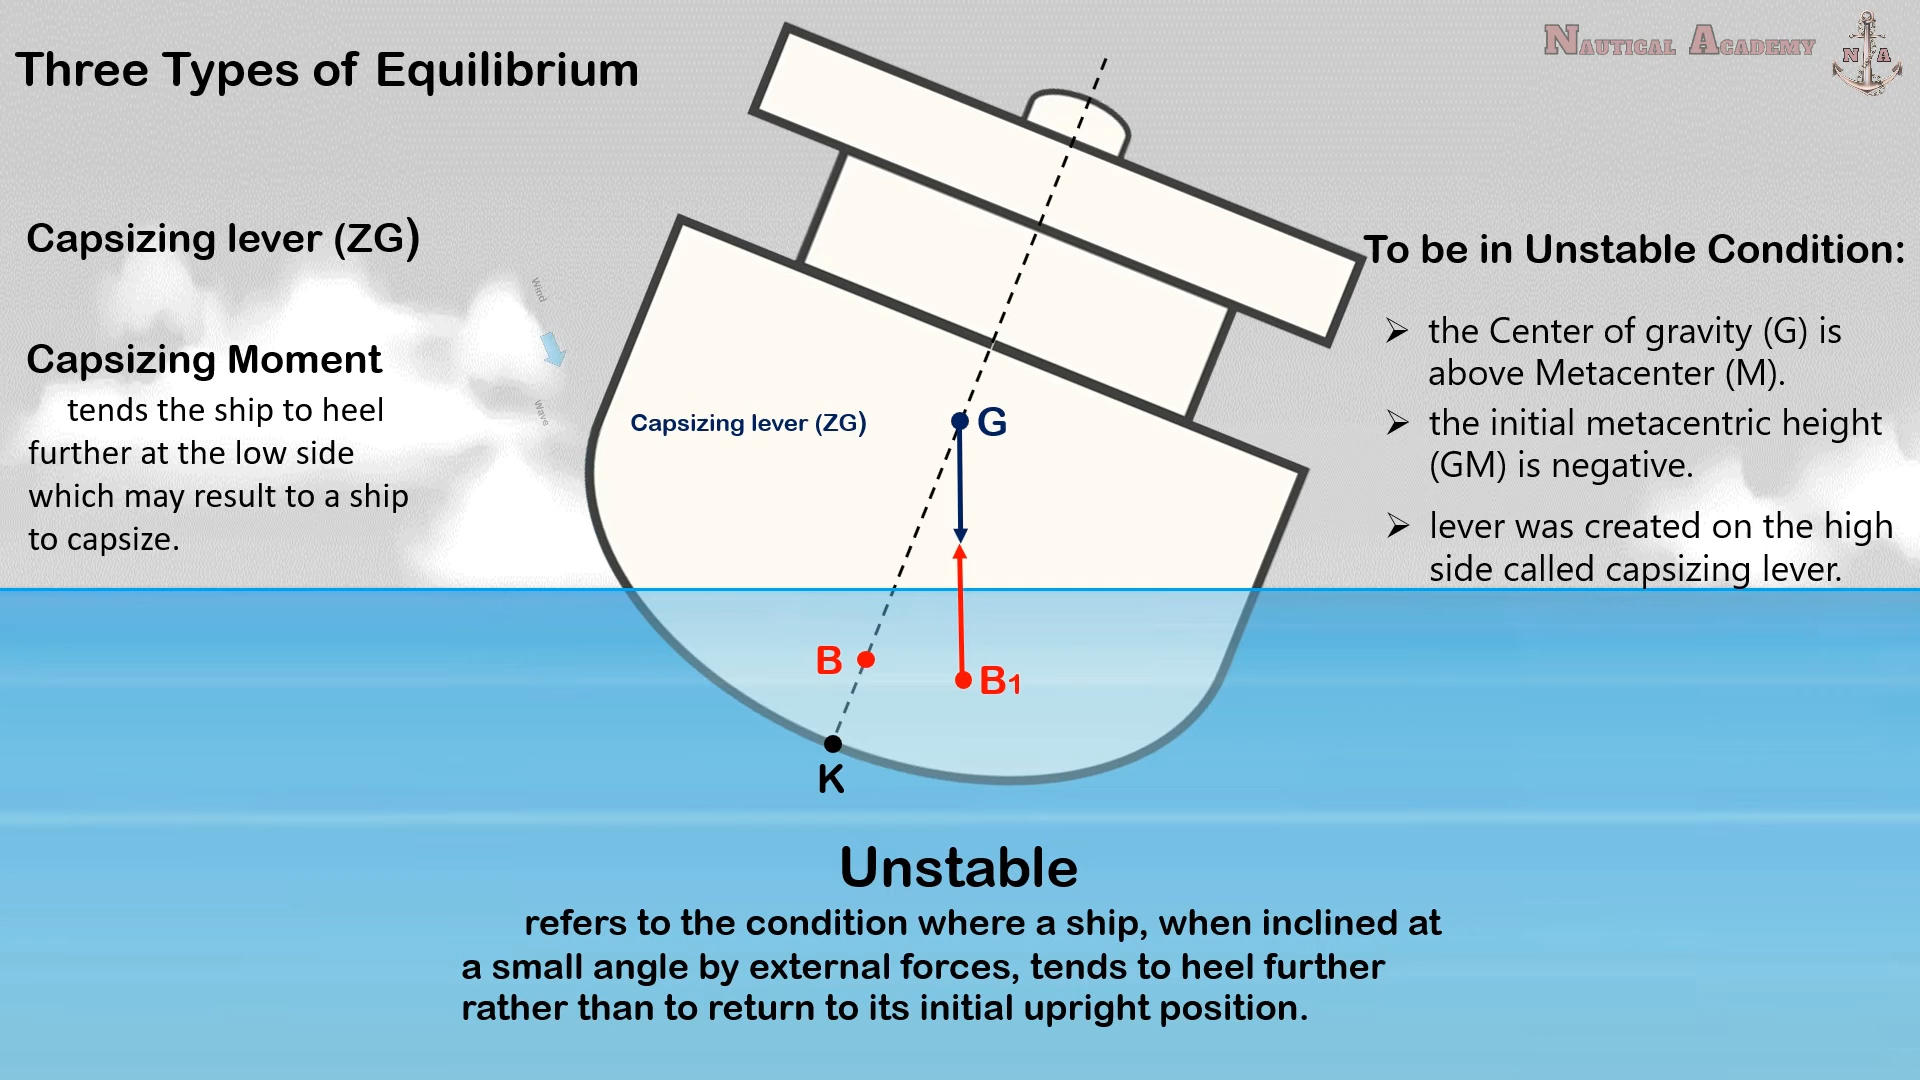 Three Types of Equilibrium
NAUTICAL ACADEMY
N A
Capsizing lever (ZG)
Capsizing Moment
tends the ship to heel
further at the low side
which may result to a ship
to capsize.
Wind
Wave
Capsizing lever (ZG)
G
B
B1
K
To be in Unstable Condition:
➢ the Center of gravity (G) is
above Metacenter (M).
➢ the initial metacentric height
(GM) is negative.
➢ lever was created on the high
side called capsizing lever.
Unstable
refers to the condition where a ship, when inclined at
a small angle by external forces, tends to heel further
rather than to return to its initial upright position.